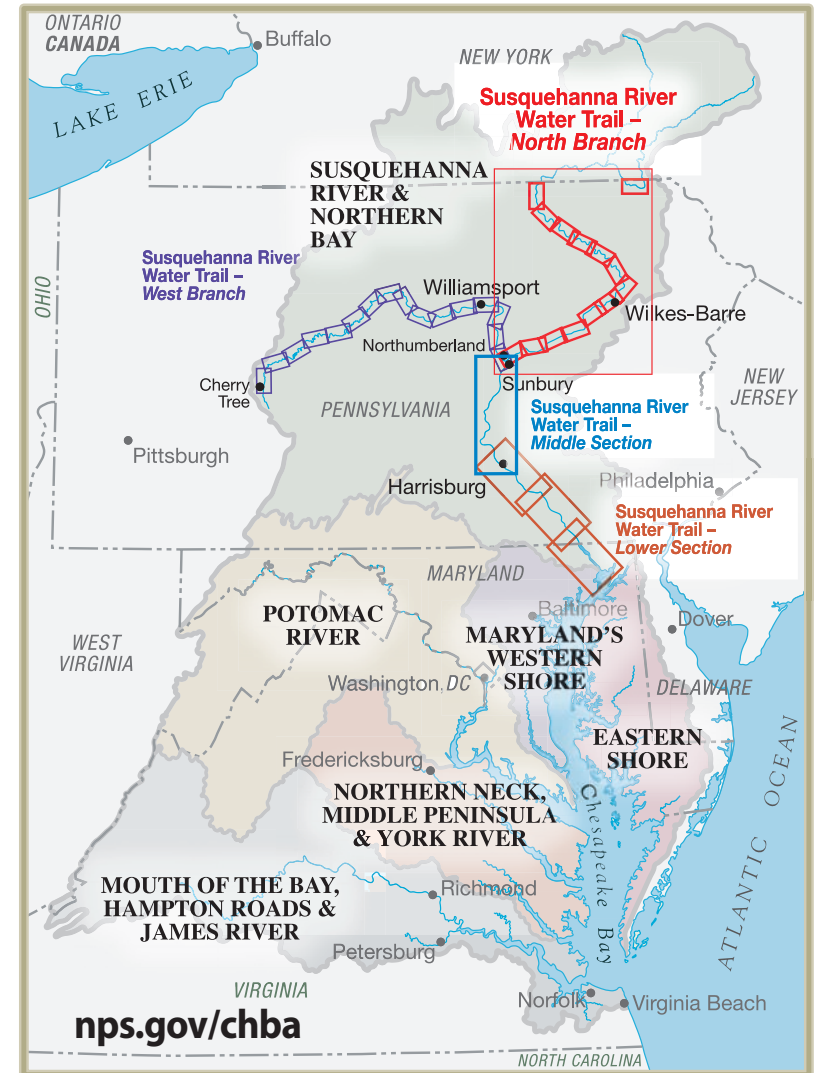 ONTARIO
CANADA
Buffalo
LAKE ERIE
NEW YORK
Susquehanna River
Water Trail –
North Branch
SUSQUEHANNA
RIVER &
NORTHERN
BAY
Susquehanna River
Water Trail –
West Branch
OHIO
Williamsport
Wilkes-Barre
Northumberland
Sunbury
Cherry
Tree
PENNSYLVANIA
NEW
JERSEY
Susquehanna River
Water Trail –
Middle Section
Pittsburgh
Harrisburg
Philadelphia
Susquehanna River
Water Trail –
Lower Section
MARYLAND
Baltimore
POTOMAC
RIVER
Dover
WEST
VIRGINIA
MARYLAND'S
WESTERN
SHORE
Washington, DC
DELAWARE
EASTERN
SHORE
Fredericksburg
NORTHERN NECK,
MIDDLE PENINSULA
& YORK RIVER
Chesapeake Bay
ATLANTIC OCEAN
MOUTH OF THE BAY,
HAMPTON ROADS &
JAMES RIVER
Richmond
Petersburg
VIRGINIA
Norfolk
Virginia Beach
nps.gov/chba
NORTH CAROLINA